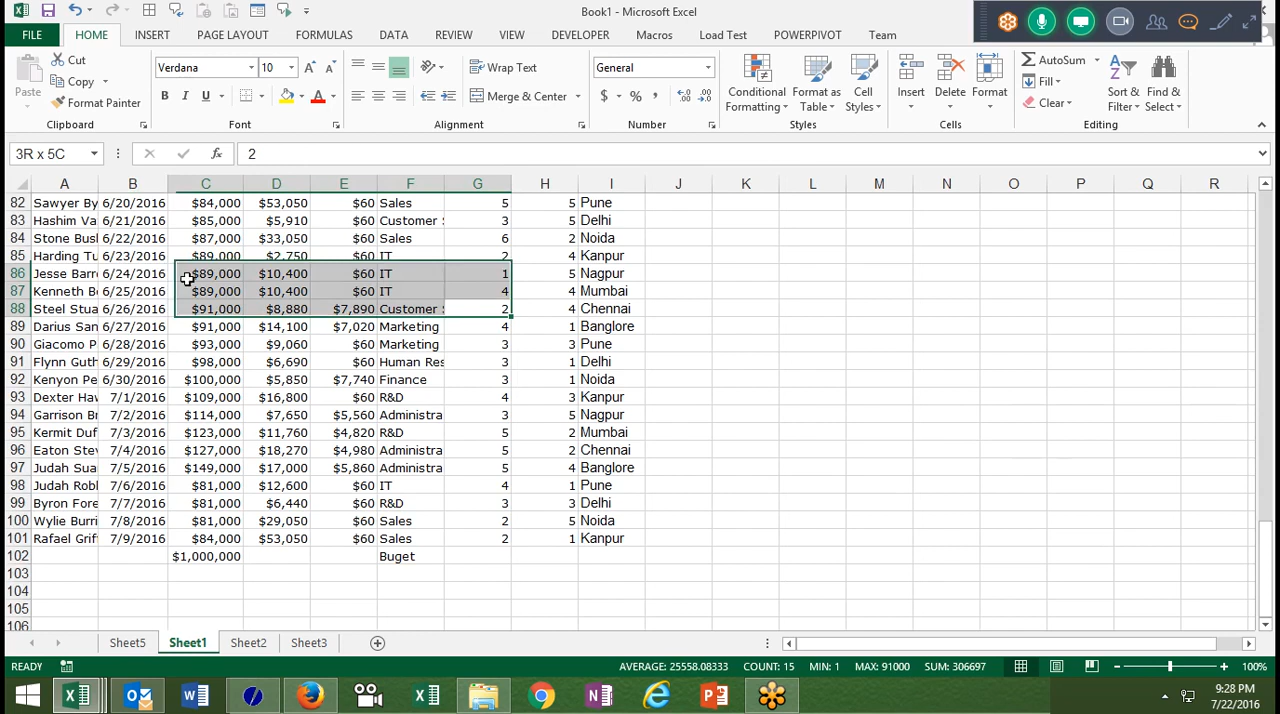 Book1 - Microsoft Excel
FILE HOME INSERT PAGE LAYOUT FORMULAS DATA REVIEW VIEW Macros Load Test POWERPIVOT Team
Paste Cut Copy Format Painter
Verdana 10 Wrap Text Merge & Center General
B I U $ % ,
Conditional Formatting Format as Table Cell Styles
Insert Delete Format
AutoSum Fill Clear Sort & Filter Find & Select
Clipboard Font Alignment Number Styles Cells Editing
3R x 5C fx 2
A B C D E F G H I J K L M N O P Q R
82 Sawyer By 6/20/2016 $84,000 $53,050 $60 Sales 5 5 Pune
83 Hashim Va 6/21/2016 $85,000 $5,910 $60 Customer 3 5 Delhi
84 Stone Busl 6/22/2016 $87,000 $33,050 $60 Sales 6 2 Noida
85 Harding Tu 6/23/2016 $89,000 $2,750 $60 IT 2 4 Kanpur
86 Jesse Barr 6/24/2016 $89,000 $10,400 $60 IT 1 5 Nagpur
87 Kenneth B 6/25/2016 $89,000 $10,400 $60 IT 4 4 Mumbai
88 Steel Stua 6/26/2016 $91,000 $8,880 $7,890 Customer 2 4 Chennai
89 Darius San 6/27/2016 $91,000 $14,100 $7,020 Marketing 4 1 Banglore
90 Giacomo P 6/28/2016 $93,000 $9,060 $60 Marketing 3 3 Pune
91 Flynn Guth 6/29/2016 $98,000 $6,690 $60 Human Res 3 1 Delhi
92 Kenyon Pe 6/30/2016 $100,000 $5,850 $7,740 Finance 3 1 Noida
93 Dexter Hav 7/1/2016 $109,000 $16,800 $60 R&D 4 3 Kanpur
94 Garrison B 7/2/2016 $114,000 $7,650 $5,560 Administra 3 5 Nagpur
95 Kermit Duf 7/3/2016 $123,000 $11,760 $4,820 R&D 5 2 Mumbai
96 Eaton Stev 7/4/2016 $127,000 $18,270 $4,980 Administra 5 2 Chennai
97 Judah Sua 7/5/2016 $149,000 $17,000 $5,860 Administra 5 4 Banglore
98 Judah Robl 7/6/2016 $81,000 $12,600 $60 IT 4 1 Pune
99 Byron Fore 7/7/2016 $81,000 $6,440 $60 R&D 3 3 Delhi
100 Wylie Burri 7/8/2016 $81,000 $29,050 $60 Sales 2 5 Noida
101 Rafael Grif 7/9/2016 $84,000 $53,050 $60 Sales 2 1 Kanpur
102 $1,000,000 Buget
103
104
105
106
Sheet5 Sheet1 Sheet2 Sheet3
READY AVERAGE: 25558.08333 COUNT: 15 MIN: 1 MAX: 91000 SUM: 306697 100%
9:28 PM
7/22/2016